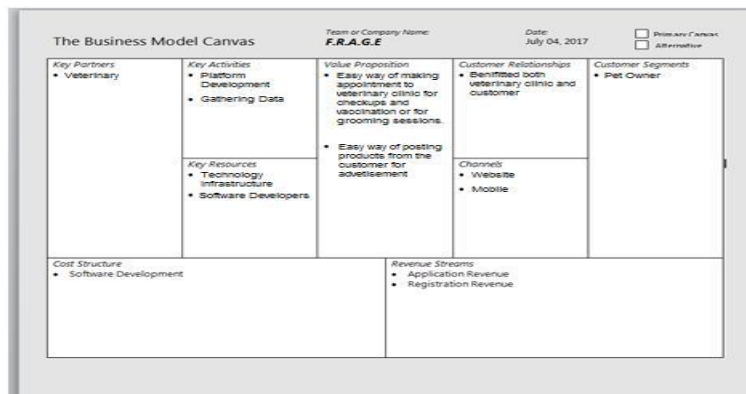 The Business Model Canvas
Team or Company Name:
F.R.A.G.E
Date:
July 04, 2017
Primary Canvas
Alternative
Key Partners
• Veterinary
Key Activities
• Platform
Development
• Gathering Data
Key Resources
• Technology
Infrastructure
• Software Developers
Value Proposition
• Easy way of making
appointment to
veterinary clinic for
checkups and
vaccination or for
grooming sessions.
• Easy way of posting
products from the
customer for
advetisement
Customer Relationships
• Benifitted both
veterinary clinic and
customer
Channels
• Website
• Mobile
Customer Segments
• Pet Owner
Cost Structure
• Software Development
Revenue Streams
• Application Revenue
• Registration Revenue